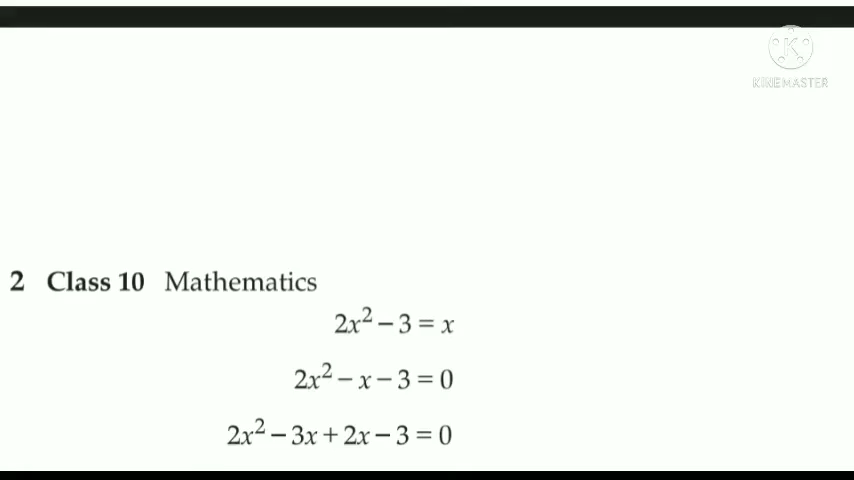 KINEMASTER
2 Class 10 Mathematics
2x² − 3 = x
2x² − x − 3 = 0
2x² − 3x + 2x − 3 = 0